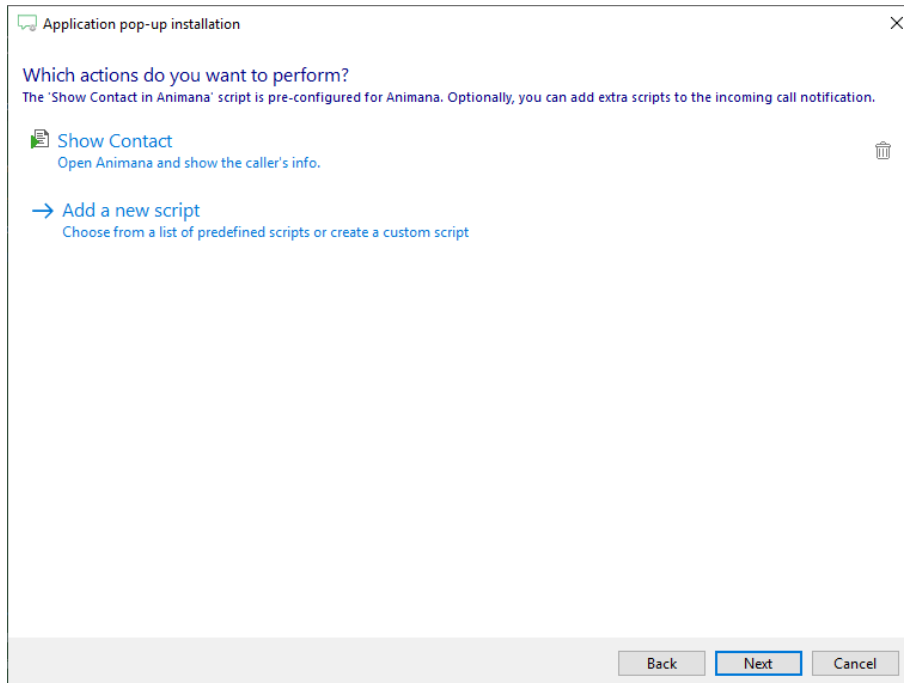 Application pop-up installation
Which actions do you want to perform?
The 'Show Contact in Animana' script is pre-configured for Animana. Optionally, you can add extra scripts to the incoming call notification.
Show Contact
Open Animana and show the caller's info.
Add a new script
Choose from a list of predefined scripts or create a custom script
Back Next Cancel